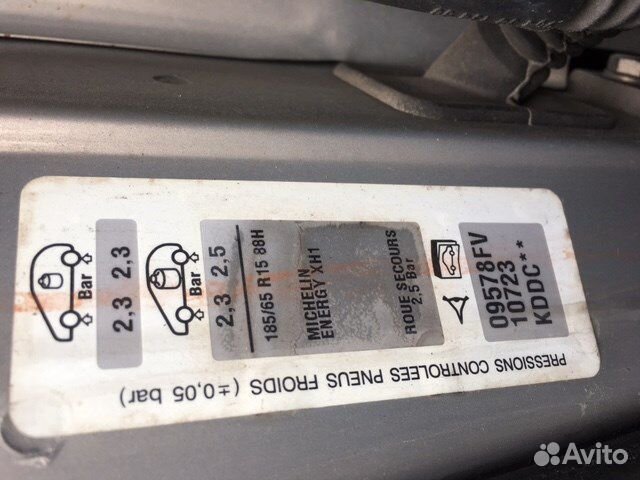 Bar
2,3 2,3
Bar
2,3 2,5
185/65 R15 88H
MICHELIN
ENERGY XH1
ROUE SECOURS
2,5 Bar
09578FV
10723
KDDC**
PRESSIONS CONTROLEES PNEUS FROIDS (±0,05 bar)
Avito